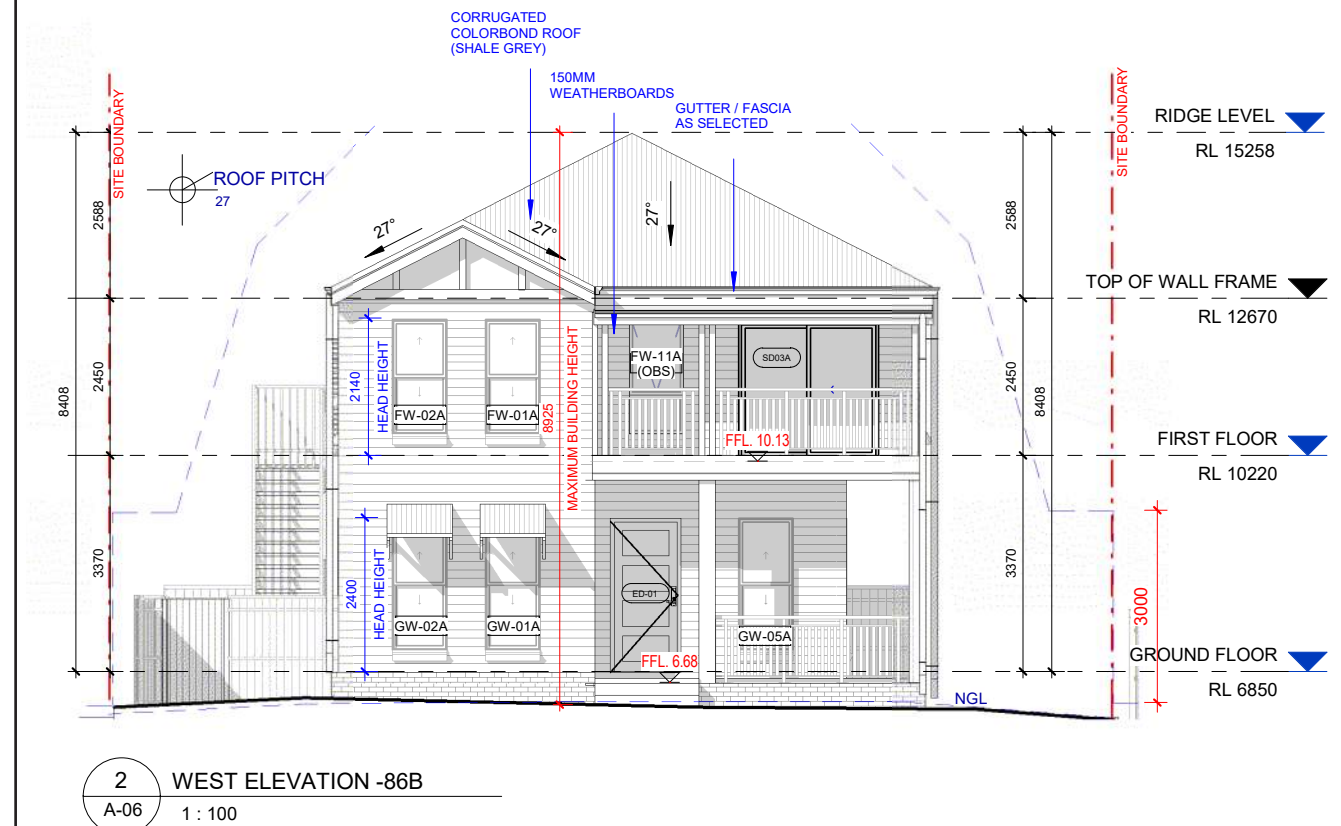 CORRUGATED
COLORBOND ROOF
(SHALE GREY)
150MM
WEATHERBOARDS
GUTTER / FASCIA
AS SELECTED
SITE BOUNDARY
SITE BOUNDARY
RIDGE LEVEL
RL 15258
ROOF PITCH
27
2588
2588
27°
27°
27°
TOP OF WALL FRAME
RL 12670
8408
2450
2140
HEAD HEIGHT
FW-02A
FW-01A
8925
MAXIMUM BUILDING HEIGHT
FW-11A
(OBS)
SD03A
2450
8408
FFL. 10.13
FIRST FLOOR
RL 10220
3370
2400
HEAD HEIGHT
GW-02A
GW-01A
ED-01
GW-05A
3370
3000
FFL. 6.68
GROUND FLOOR
RL 6850
NGL
2
WEST ELEVATION -86B
A-06
1 : 100